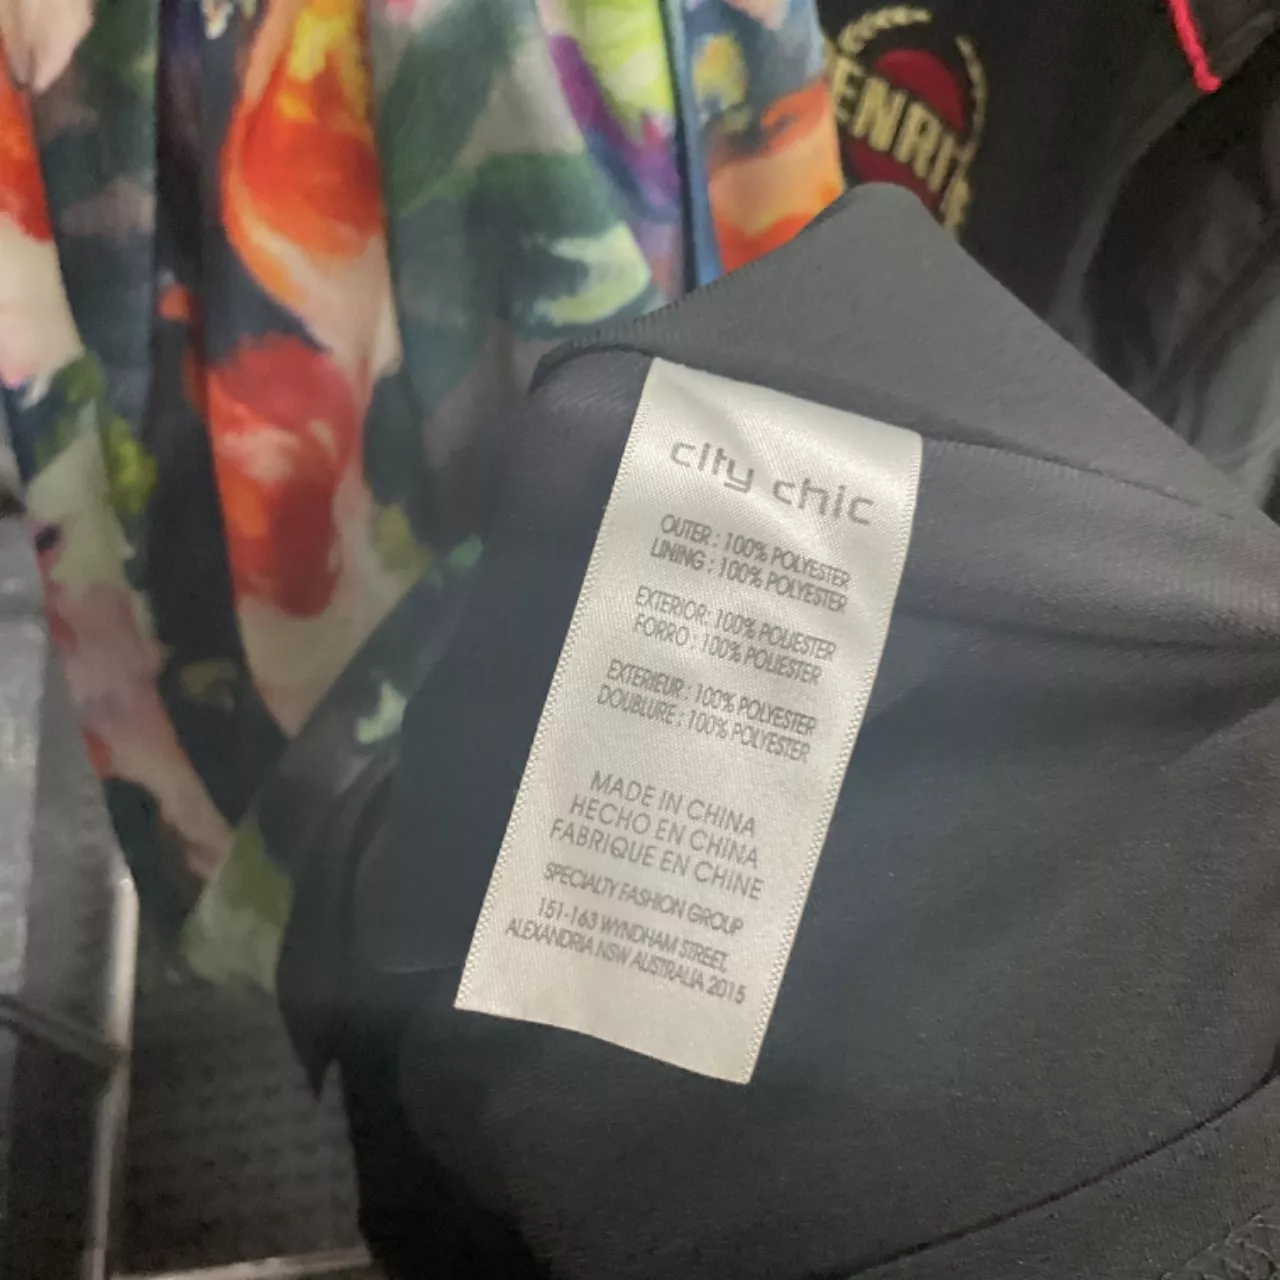 ENRI
city chic
OUTER : 100% POLYESTER
LINING : 100% POLYESTER
EXTERIOR: 100% POLIESTER
FORRO : 100% POLIESTER
EXTERIEUR : 100% POLYESTER
DOUBLURE : 100% POLYESTER
MADE IN CHINA
HECHO EN CHINA
FABRIQUE EN CHINE
SPECIALTY FASHION GROUP
151-163 WYNDHAM STREET,
ALEXANDRIA NSW AUSTRALIA 2015